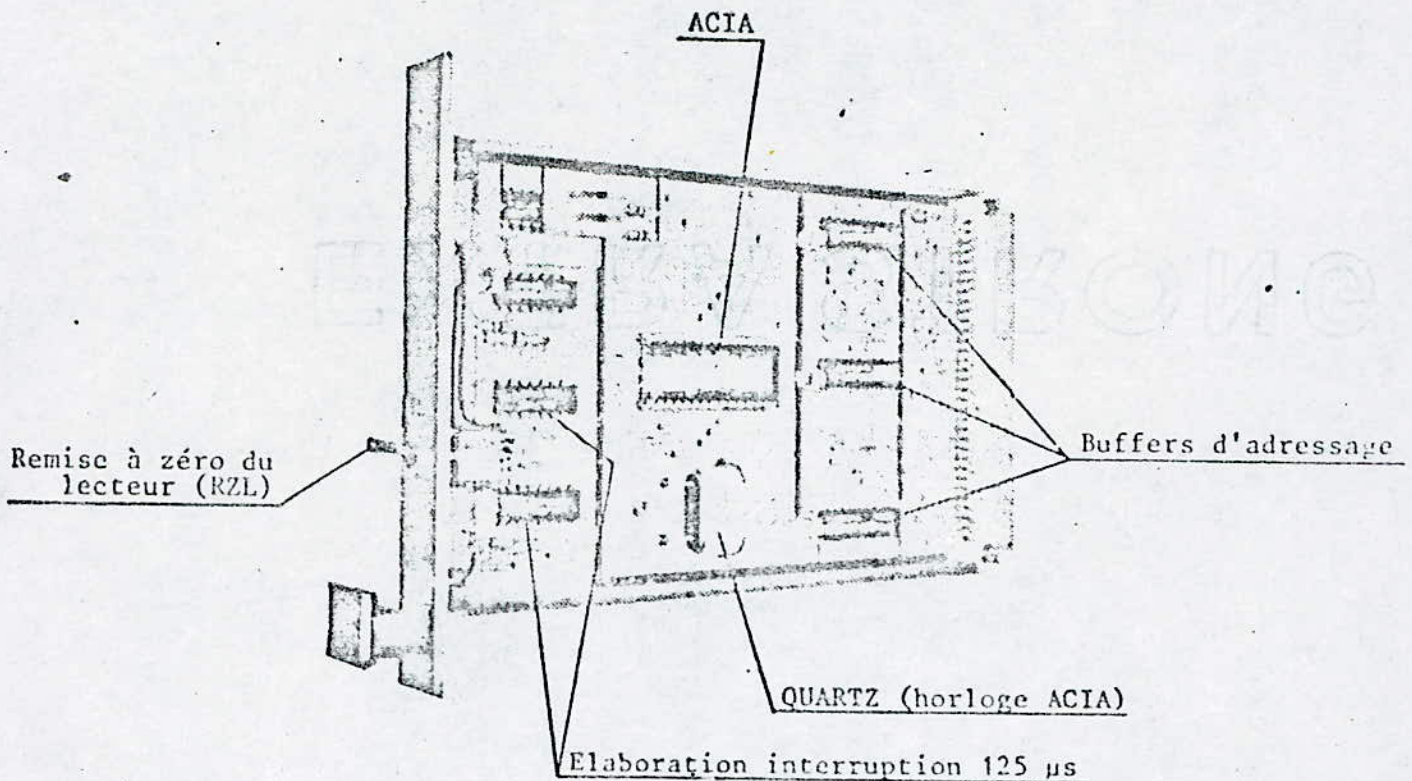 ACIA
Remise à zéro du
lecteur (RZL)
Buffers d'adressage
QUARTZ (horloge ACIA)
Elaboration interruption 125 µs